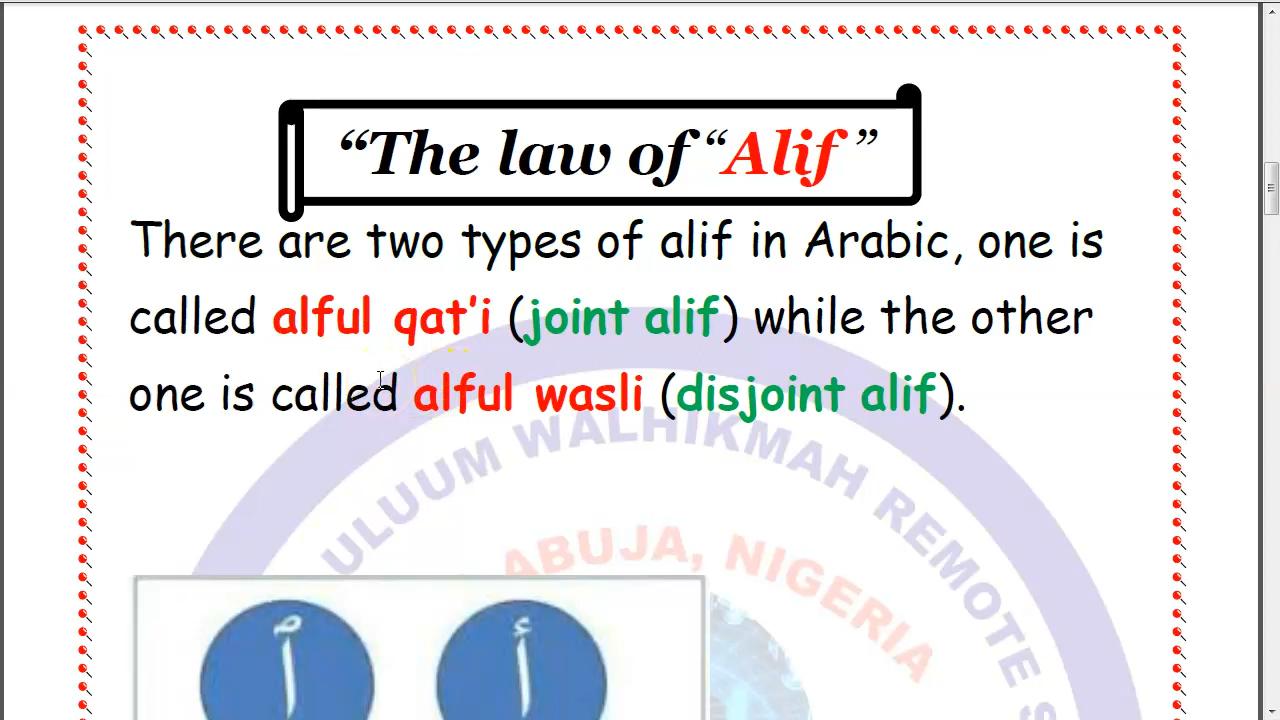 “The law of “Alif ”
There are two types of alif in Arabic, one is
called alful qat’i (joint alif) while the other
one is called alful wasli (disjoint alif).
ULUUM WALHIKMAH REMOTE S
ABUJA, NIGERIA
أ أ